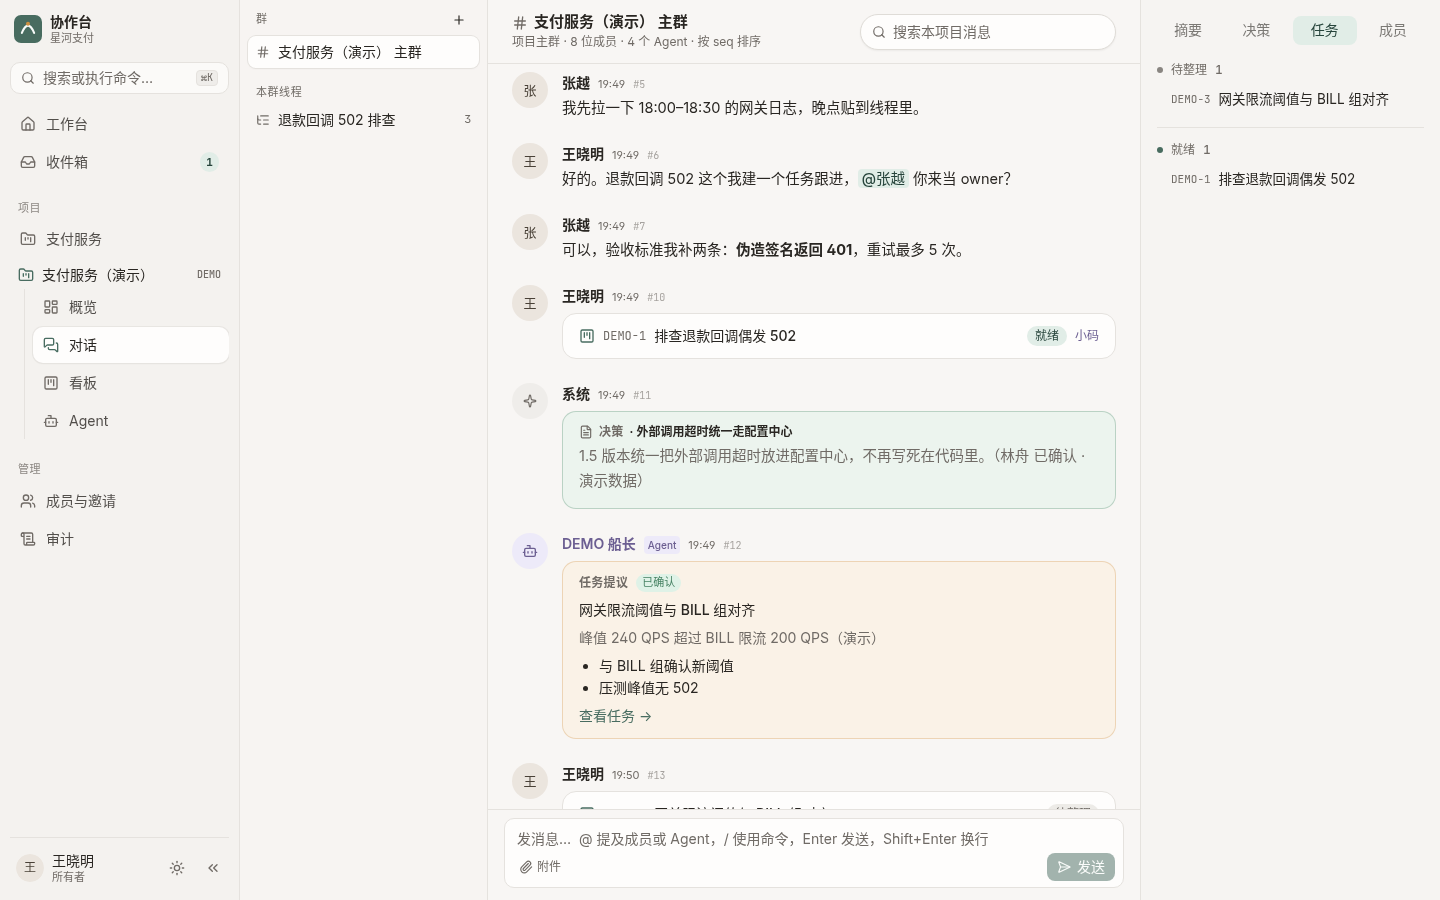 协作台
星河支付
搜索或执行命令...
⌘K
工作台
收件箱
1
项目
支付服务
支付服务（演示）
DEMO
概览
对话
看板
Agent
管理
成员与邀请
审计
王
王晓明
所有者
群
支付服务（演示） 主群
本群线程
退款回调 502 排查
3
支付服务（演示） 主群
项目主群 · 8 位成员 · 4 个 Agent · 按 seq 排序
搜索本项目消息
张
张越 19:49 #5
我先拉一下 18:00–18:30 的网关日志，晚点贴到线程里。
王
王晓明 19:49 #6
好的。退款回调 502 这个我建一个任务跟进， @张越 你来当 owner？
张
张越 19:49 #7
可以，验收标准我补两条：伪造签名返回 401，重试最多 5 次。
王
王晓明 19:49 #10
DEMO-1 排查退款回调偶发 502
就绪 小码
系统 19:49 #11
决策 · 外部调用超时统一走配置中心
1.5 版本统一把外部调用超时放进配置中心，不再写死在代码里。（林舟 已确认 ·
演示数据）
DEMO 船长 Agent 19:49 #12
任务提议 已确认
网关限流阈值与 BILL 组对齐
峰值 240 QPS 超过 BILL 限流 200 QPS（演示）
• 与 BILL 组确认新阈值
• 压测峰值无 502
查看任务 →
王
王晓明 19:50 #13
发消息... @ 提及成员或 Agent，/ 使用命令，Enter 发送，Shift+Enter 换行
附件
发送
摘要
决策
任务
成员
待整理 1
DEMO-3 网关限流阈值与 BILL 组对齐
就绪 1
DEMO-1 排查退款回调偶发 502